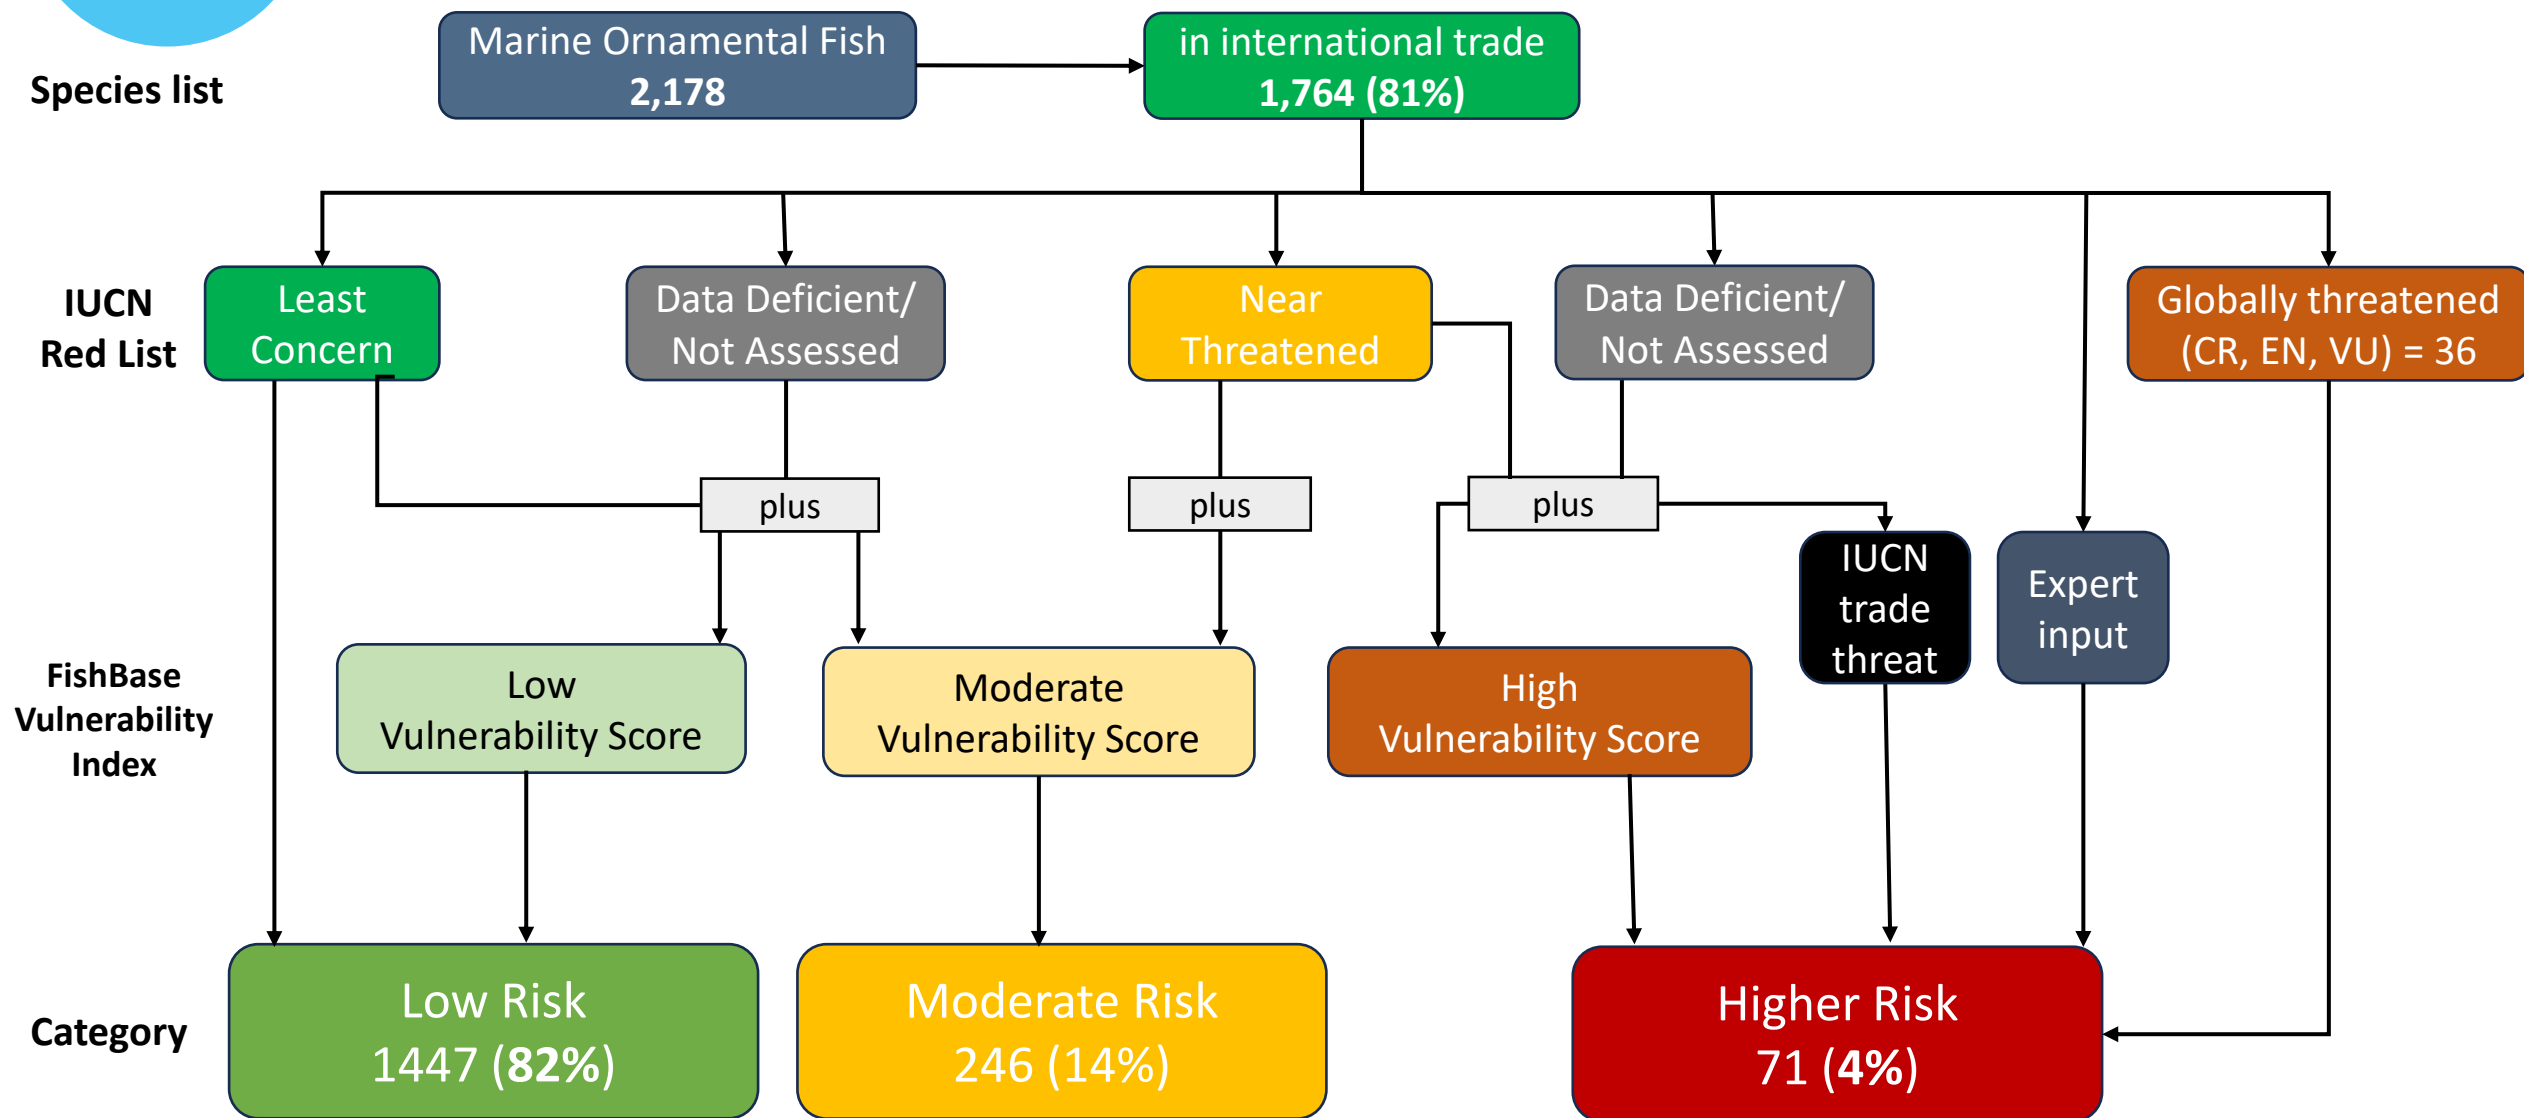 Species list
Marine Ornamental Fish
2,178
in international trade
1,764 (81%)
IUCN
Red List
Least
Concern
Data Deficient/
Not Assessed
Near
Threatened
Data Deficient/
Not Assessed
Globally threatened
(CR, EN, VU) = 36
plus
plus
plus
IUCN
trade
threat
Expert
input
FishBase
Vulnerability
Index
Low
Vulnerability Score
Moderate
Vulnerability Score
High
Vulnerability Score
Category
Low Risk
1447 (82%)
Moderate Risk
246 (14%)
Higher Risk
71 (4%)